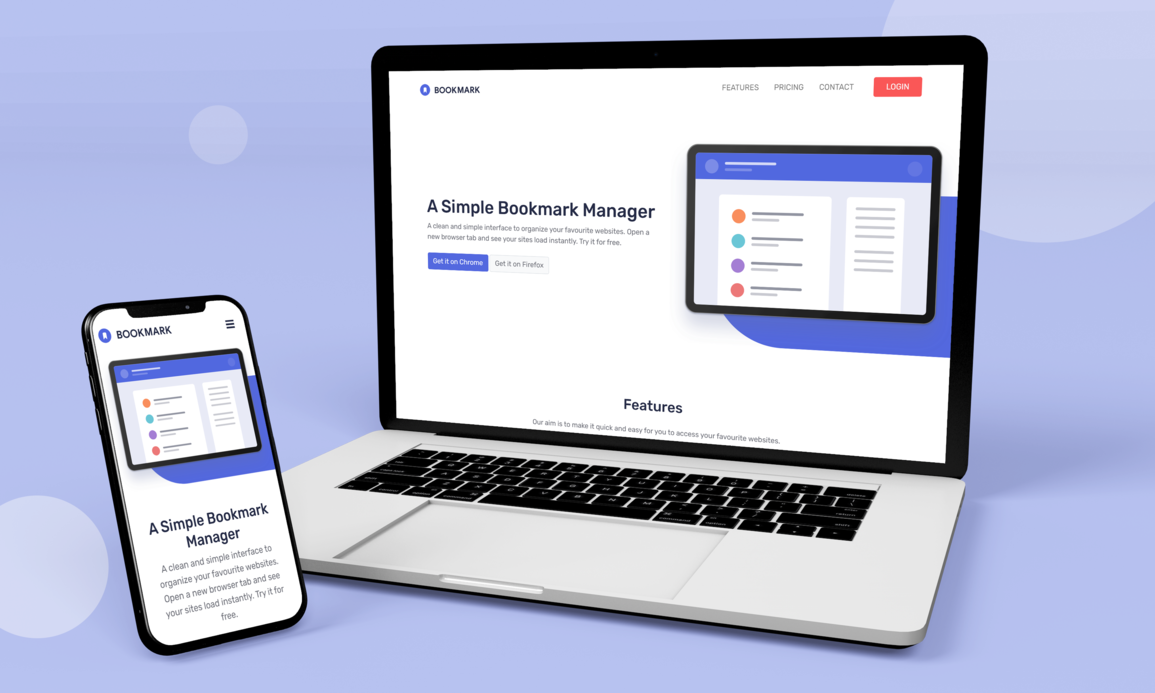 BOOKMARK
FEATURES
PRICING
CONTACT
LOGIN
A Simple Bookmark Manager
A clean and simple interface to organize your favourite websites. Open a
new browser tab and see your sites load instantly. Try it for free.
Get it on Chrome
Get it on Firefox
Features
Our aim is to make it quick and easy for you to access your favourite websites.
BOOKMARK
A Simple Bookmark
Manager
A clean and simple interface to
organize your favourite websites.
Open a new browser tab and see
your sites load instantly. Try it for
free.